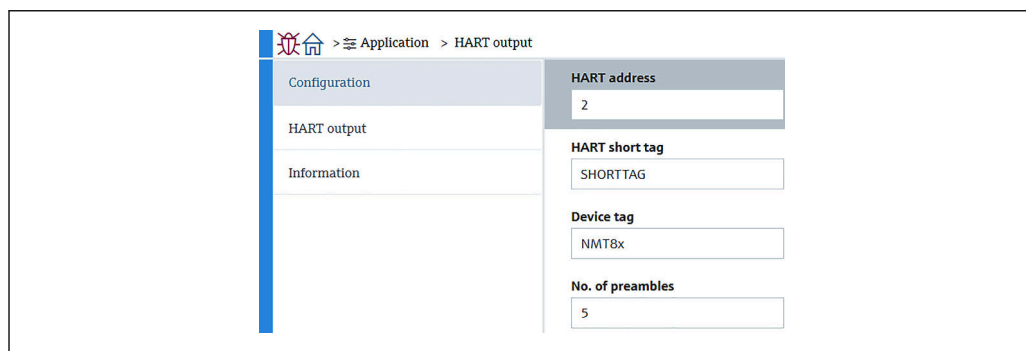 > Application > HART output
Configuration
HART output
Information
HART address
2
HART short tag
SHORTTAG
Device tag
NMT8x
No. of preambles
5